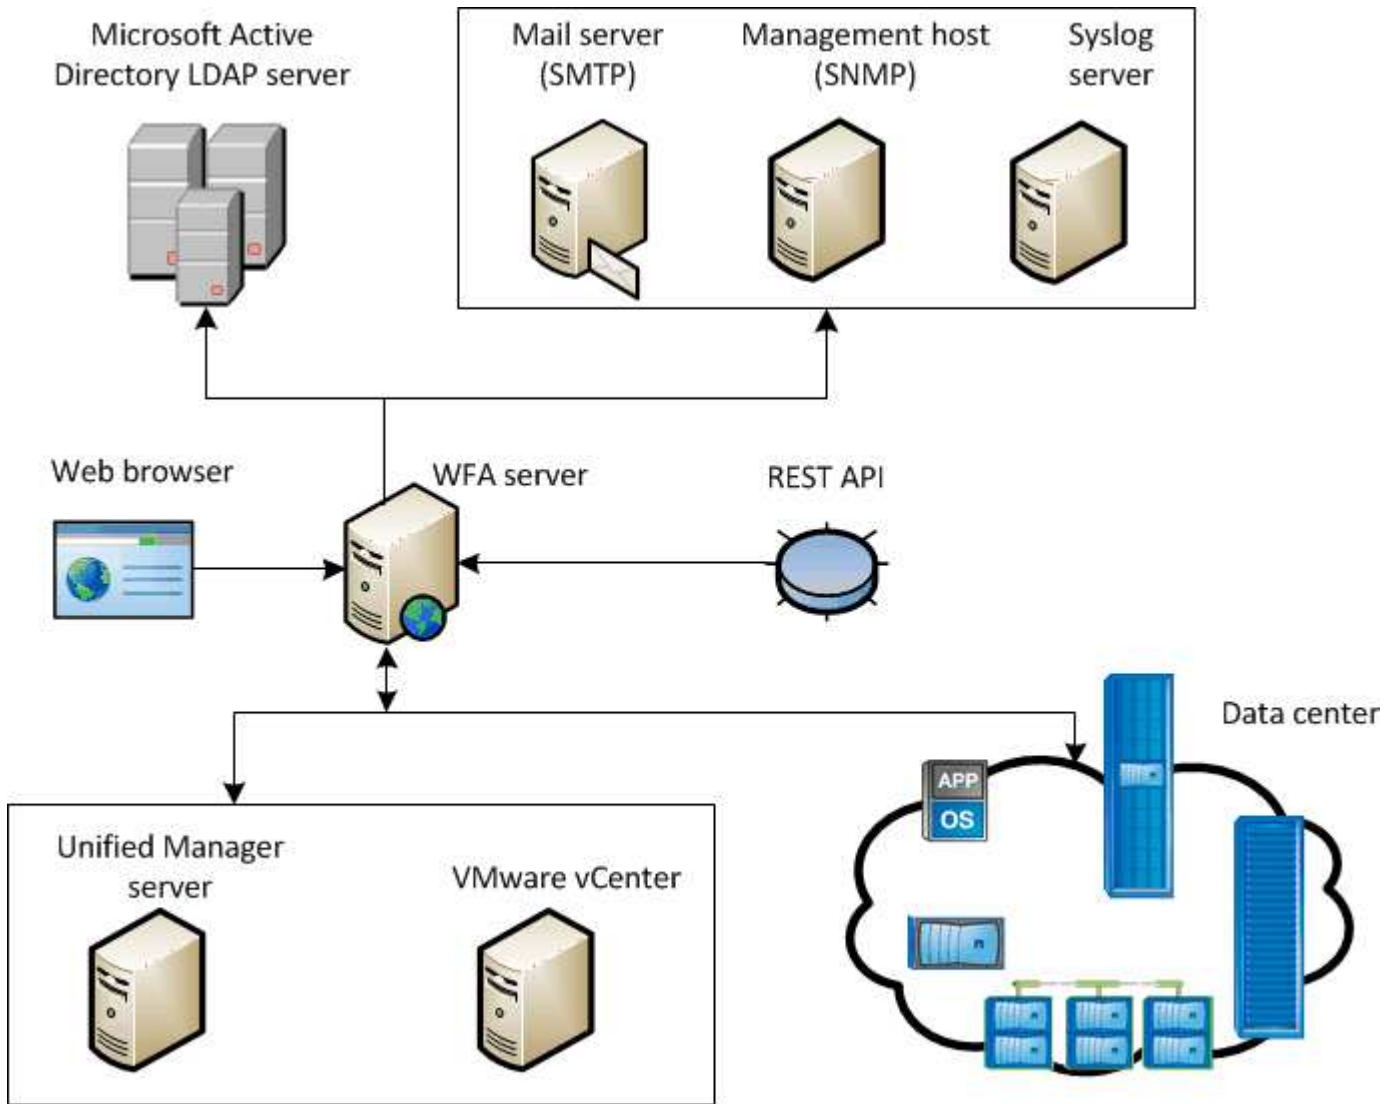 Microsoft Active
Directory LDAP server
Mail server
(SMTP)
Management host
(SNMP)
Syslog
server
Web browser
WFA server
REST API
Data center
APP
OS
Unified Manager
server
VMware vCenter